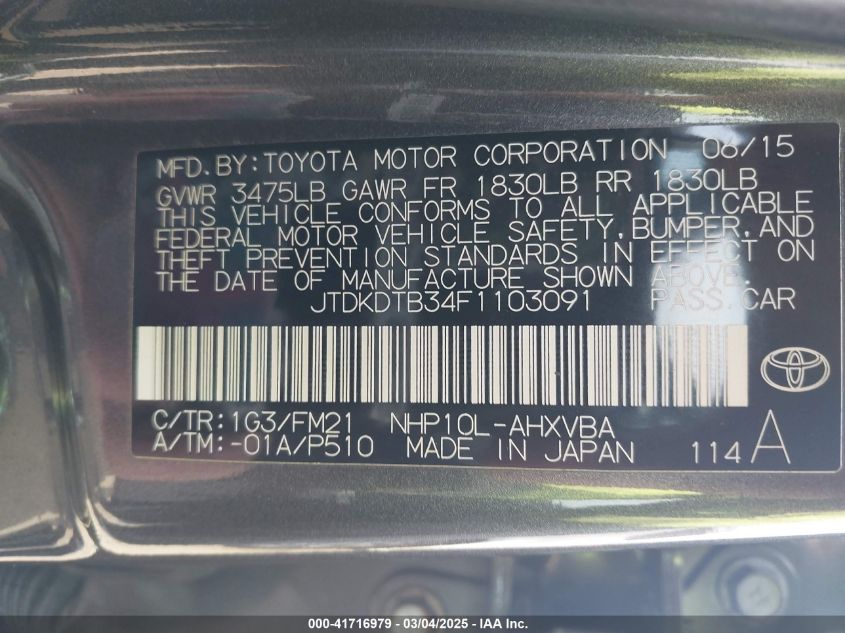 MFD.BY:TOYOTA MOTOR CORPORATION 08/15
GVWR 3475LB GAWR FR 1830LB RR 1830LB
THIS VEHICLE CONFORMS TO ALL APPLICABLE
FEDERAL MOTOR VEHICLE SAFETY,BUMPER,AND
THEFT PREVENTION STANDARDS IN EFFECT ON
THE DATE OF MANUFACTURE SHOWN ABOVE.
JTDKDTB34F1103091 PASS.CAR
C/TR:1G3/FM21 NHP10L-AHXVBA
A/TM:-01A/P510 MADE IN JAPAN 114A
000-41716979 - 03/04/2025 - IAAI, Inc.